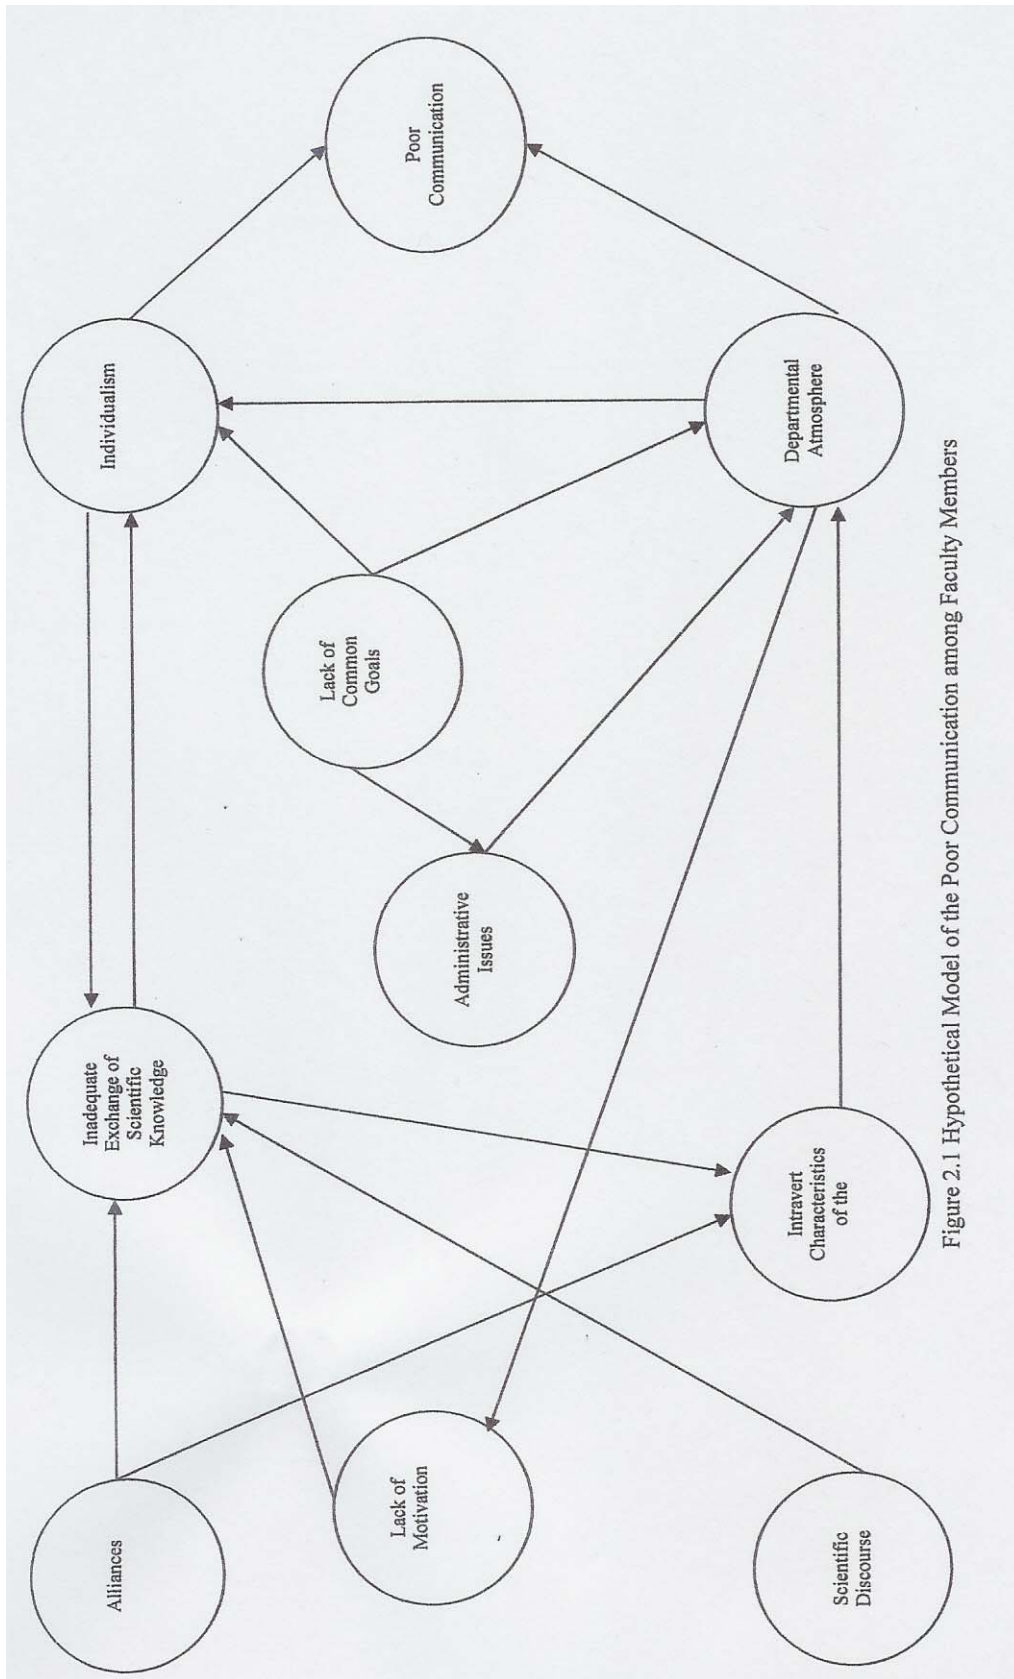 Alliances
Lack of
Motivation
Scientific
Discourse
Inadequate
Exchange of
Scientific
Knowledge
Intravert
Characteristics
of the
Administrative
Issues
Lack of
Common
Goals
Individualism
Departmental
Atmosphere
Poor
Communication
Figure 2.1 Hypothetical Model of the Poor Communication among Faculty Members